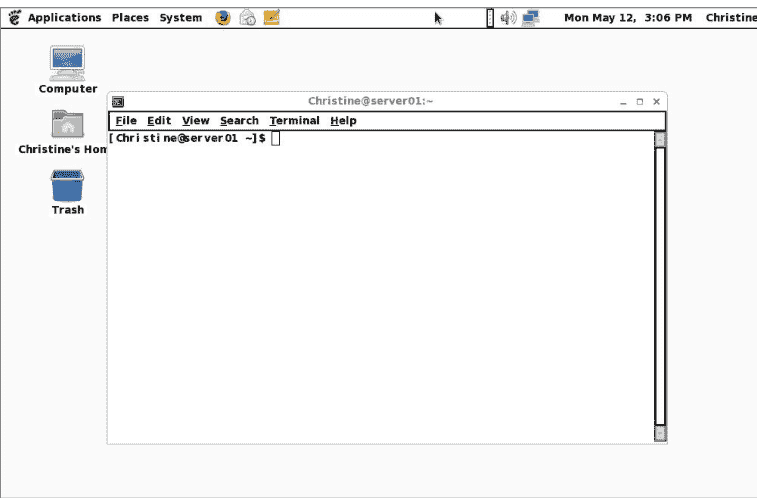 Applications Places System Mon May 12, 3:06 PM Christine
Computer
Christine's Hom
Trash
Christine@server01:~
File Edit View Search Terminal Help
[Christine@server01 ~]$